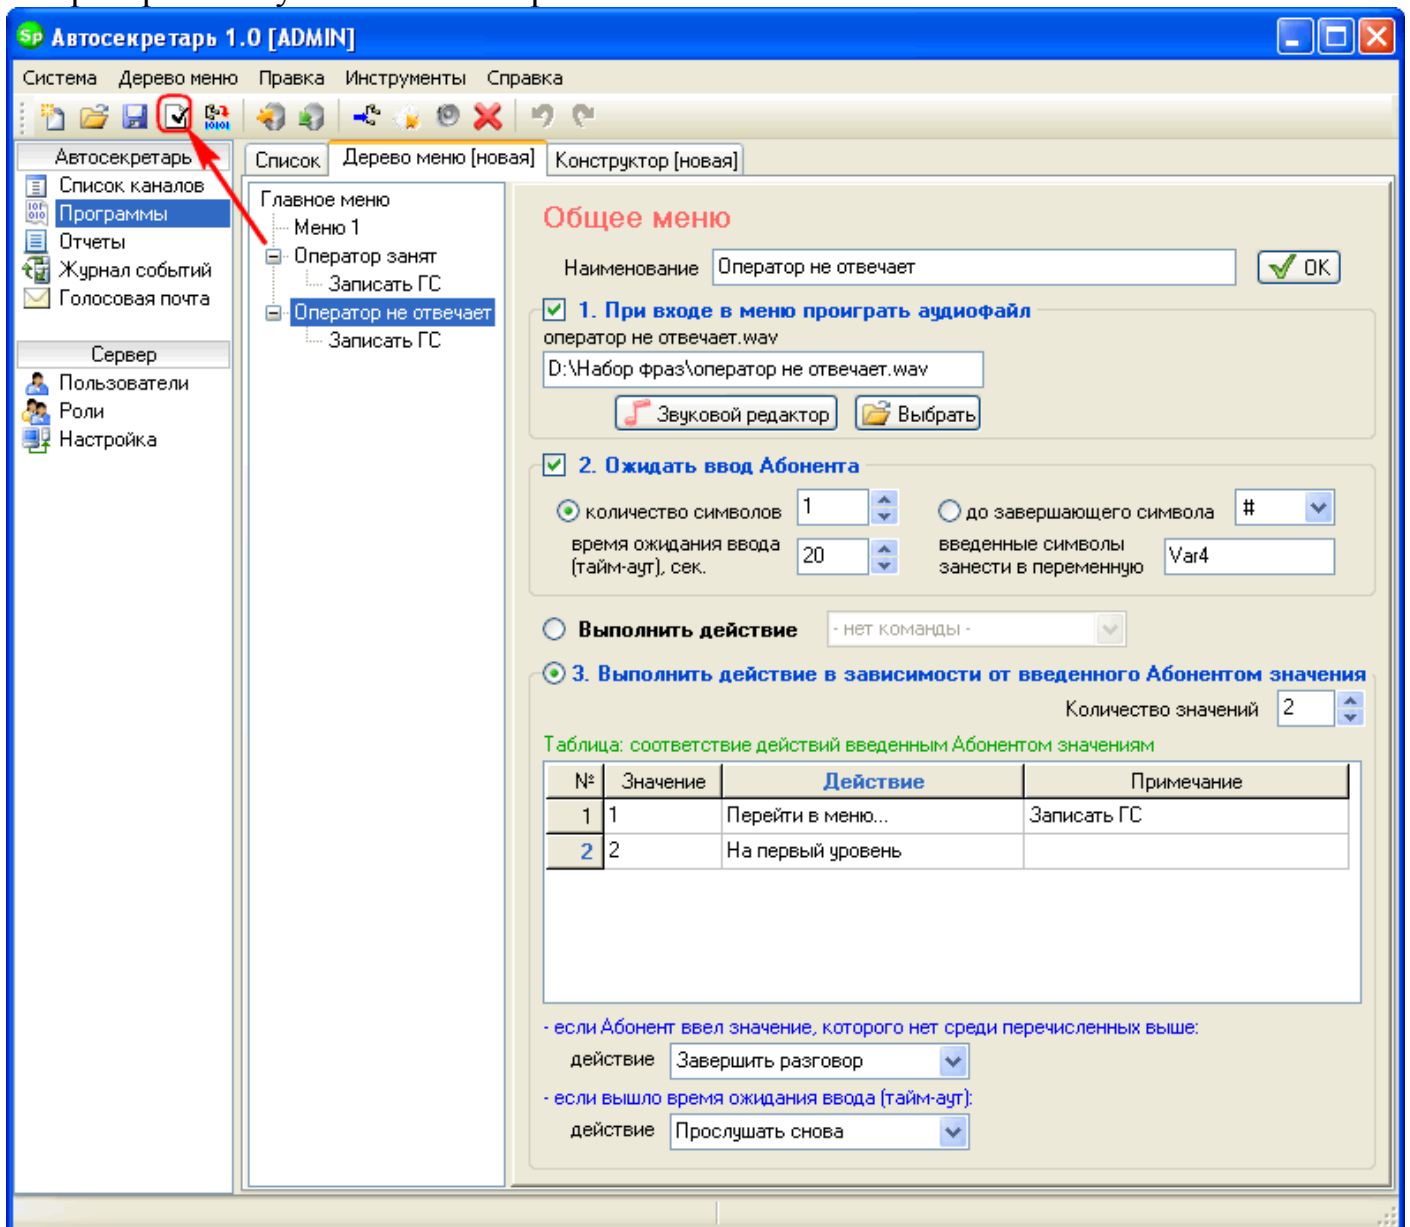 Автосекретарь 1.0 [ADMIN]
Система Дерево меню Правка Инструменты Справка
Автосекретарь
Список каналов
Программы
Отчеты
Журнал событий
Голосовая почта
Сервер
Пользователи
Роли
Настройка
Список Дерево меню [новая] Конструктор [новая]
Главное меню
Меню 1
Оператор занят
Записать ГС
Оператор не отвечает
Записать ГС
Общее меню
Наименование Оператор не отвечает OK
1. При входе в меню проиграть аудиофайл
оператор не отвечает.wav
D:\Набор фраз\оператор не отвечает.wav
Звуковой редактор Выбрать
2. Ожидать ввод Абонента
количество символов 1 до завершающего символа #
время ожидания ввода 20 введенные символы Var4
(тайм-аут), сек. занести в переменную
Выполнить действие - нет команды -
3. Выполнить действие в зависимости от введенного Абонентом значения
Количество значений 2
Таблица: соответствие действий введенным Абонентом значениям
№ Значение Действие Примечание
1 1 Перейти в меню... Записать ГС
2 2 На первый уровень
- если Абонент ввел значение, которого нет среди перечисленных выше:
действие Завершить разговор
- если вышло время ожидания ввода (тайм-аут):
действие Прослушать снова